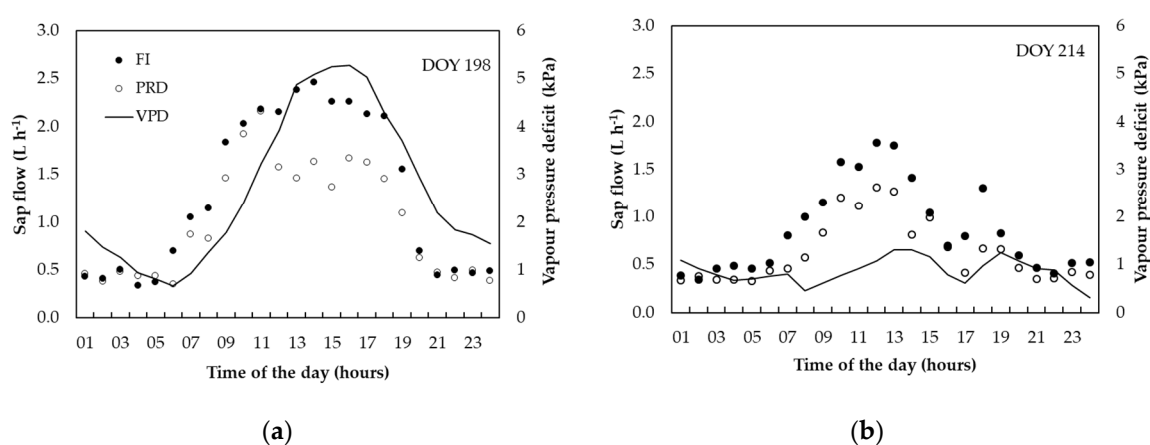 3.0
2.5
2.0
1.5
1.0
0.5
0.0
Sap flow (L h-1)
FI
PRD
VPD
DOY 198
6
5
4
3
2
1
0
Vapour pressure deficit (kPa)
01 03 05 07 09 11 13 15 17 19 21 23
Time of the day (hours)
(a)
3.0
2.5
2.0
1.5
1.0
0.5
0.0
Sap flow (L h-1)
DOY 214
6
5
4
3
2
1
0
Vapour pressure deficit (kPa)
01 03 05 07 09 11 13 15 17 19 21 23
Time of the day (hours)
(b)